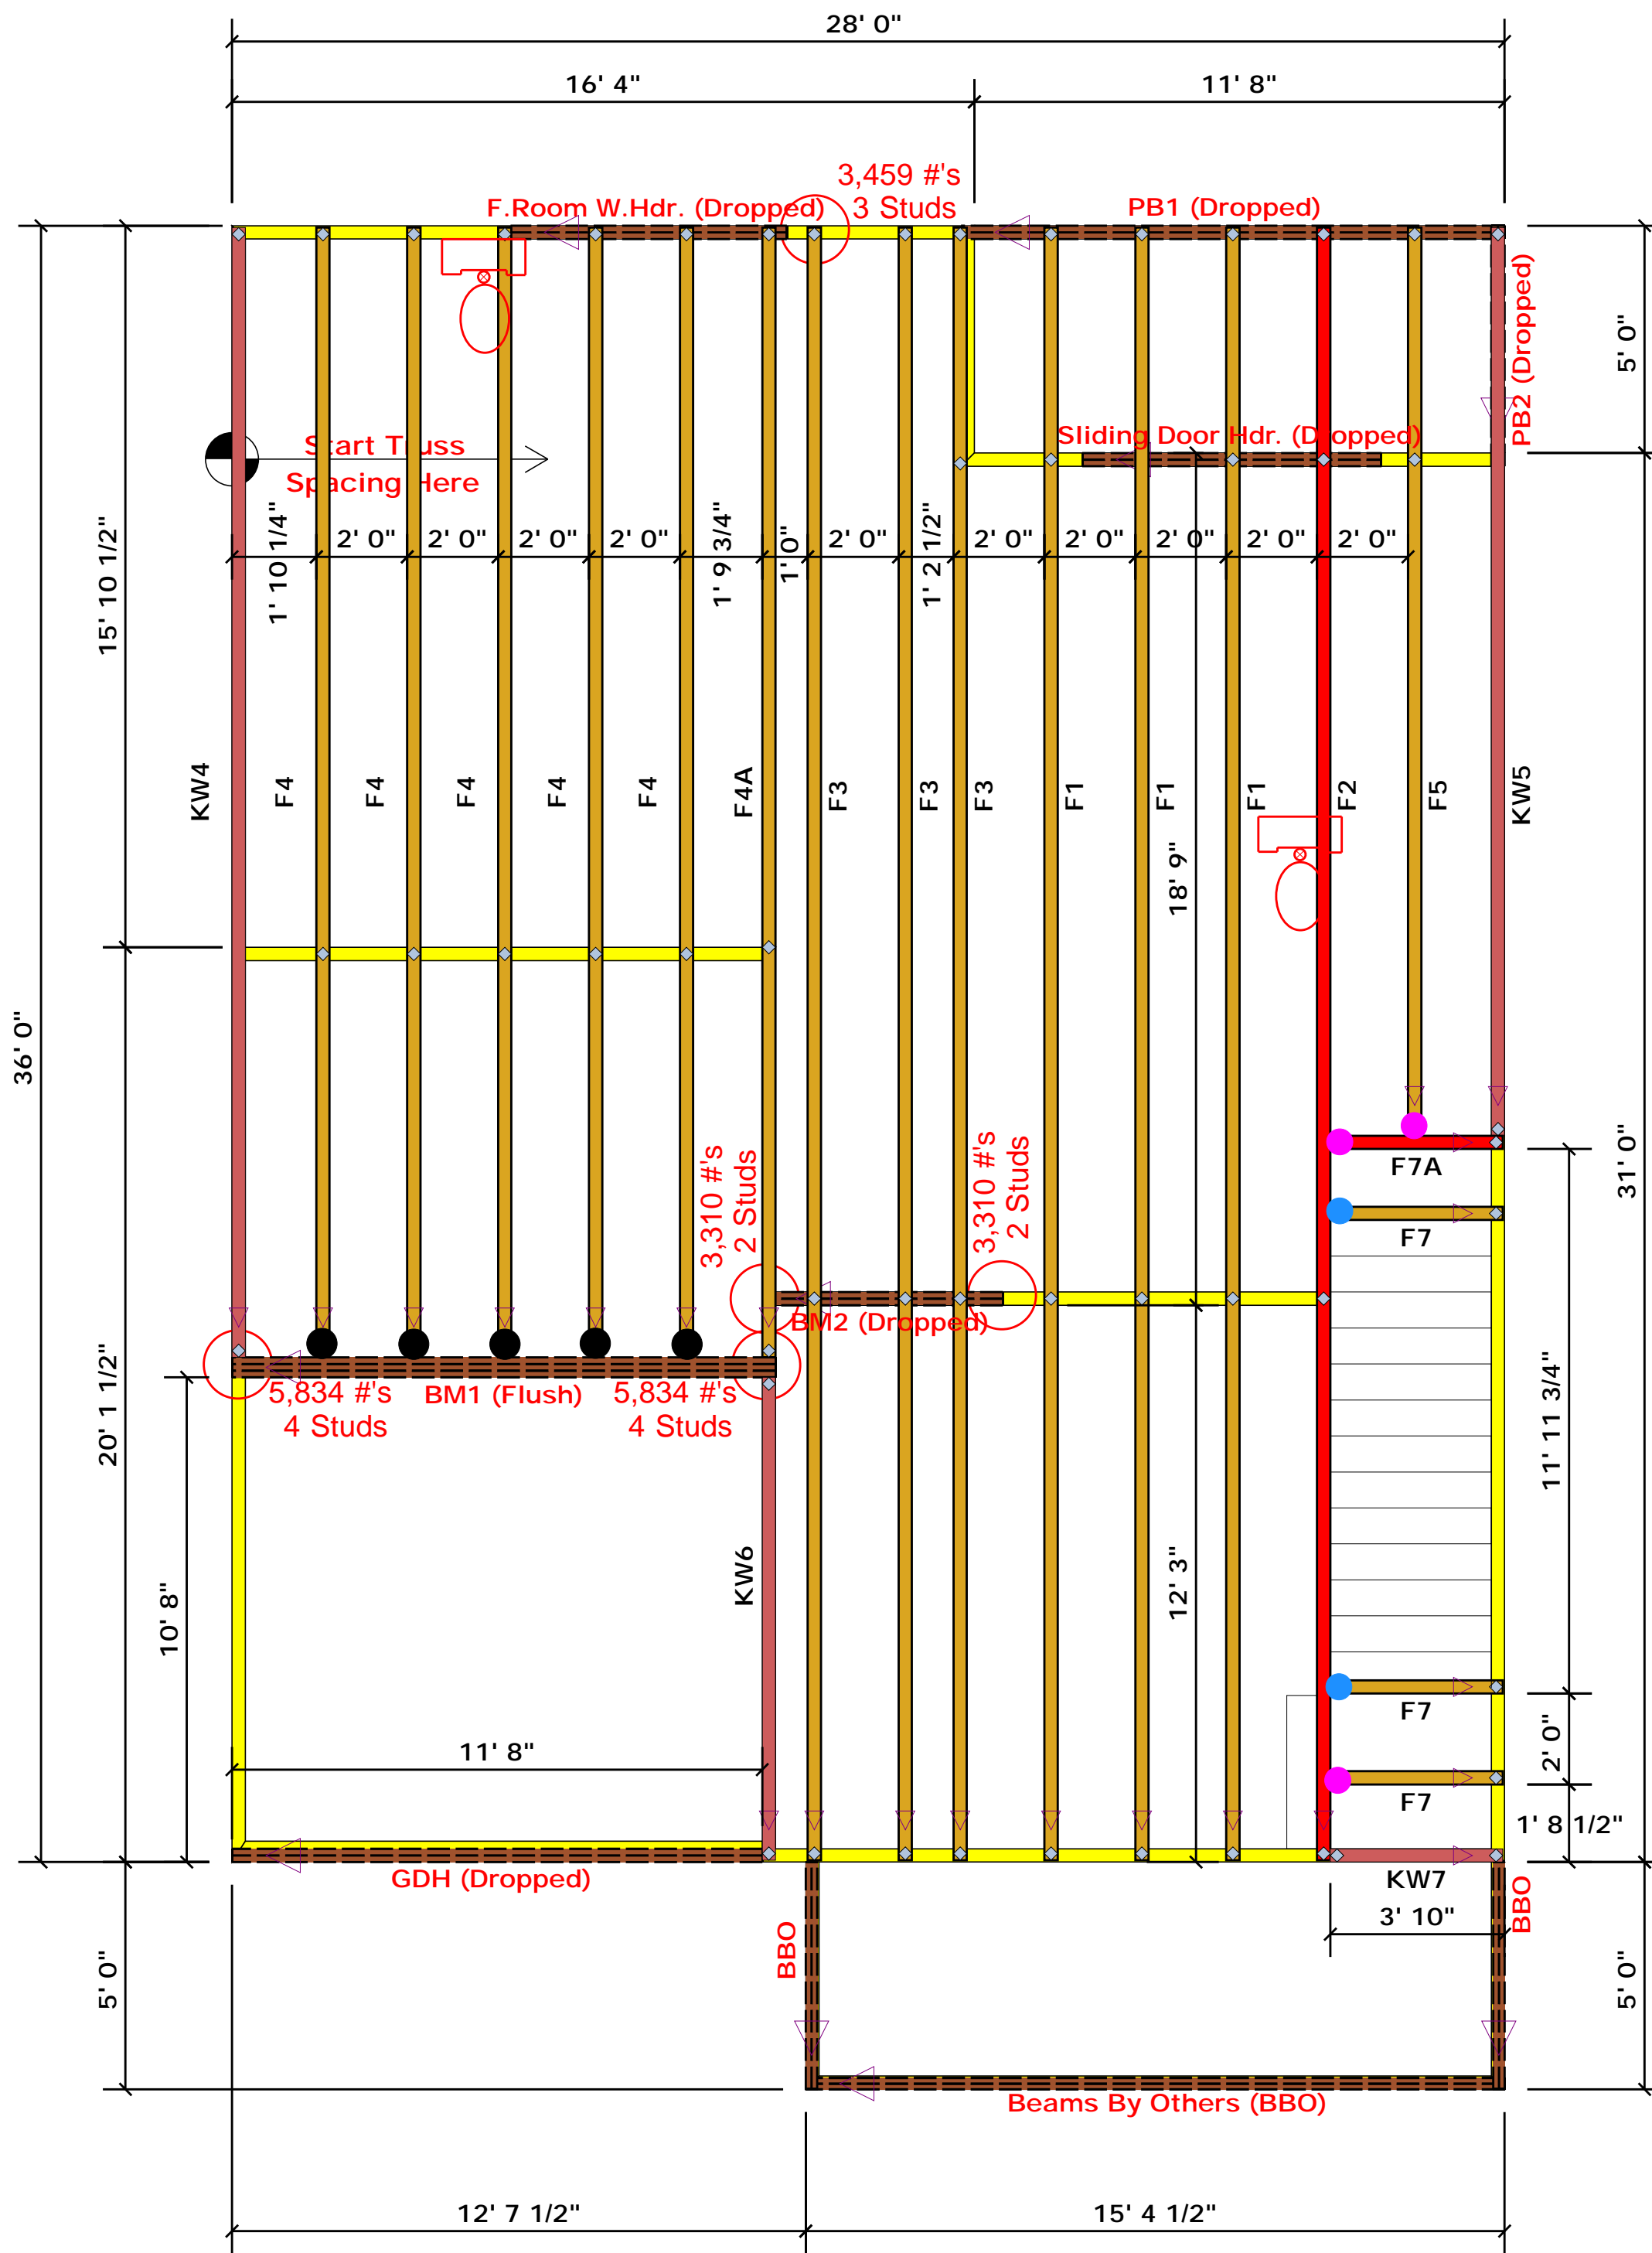 28' 0"
16' 4"
11' 8"
3,459 #'s
3 Studs
F.Room W.Hdr. (Dropped)
PB1 (Dropped)
PB2 (Dropped)
5' 0"
Sliding Door Hdr. (Dropped)
Start Truss
Spacing Here
15' 10 1/2"
1' 10 1/4"
2' 0"
2' 0"
2' 0"
2' 0"
1' 9 3/4"
1' 0"
2' 0"
1' 2 1/2"
2' 0"
2' 0"
2' 0"
2' 0"
2' 0"
KW4
F4
F4
F4
F4
F4
F4A
F3
F3
F3
F1
F1
F1
F2
F5
KW5
18' 9"
36' 0"
31' 0"
3,310 #'s
2 Studs
3,310 #'s
2 Studs
F7A
F7
BM2 (Dropped)
20' 1 1/2"
5,834 #'s
4 Studs
BM1 (Flush)
5,834 #'s
4 Studs
11' 11 3/4"
10' 8"
KW6
12' 3"
F7
2' 0"
11' 8"
F7
1' 8 1/2"
GDH (Dropped)
KW7
3' 10"
BBO
BBO
5' 0"
5' 0"
Beams By Others (BBO)
12' 7 1/2"
15' 4 1/2"